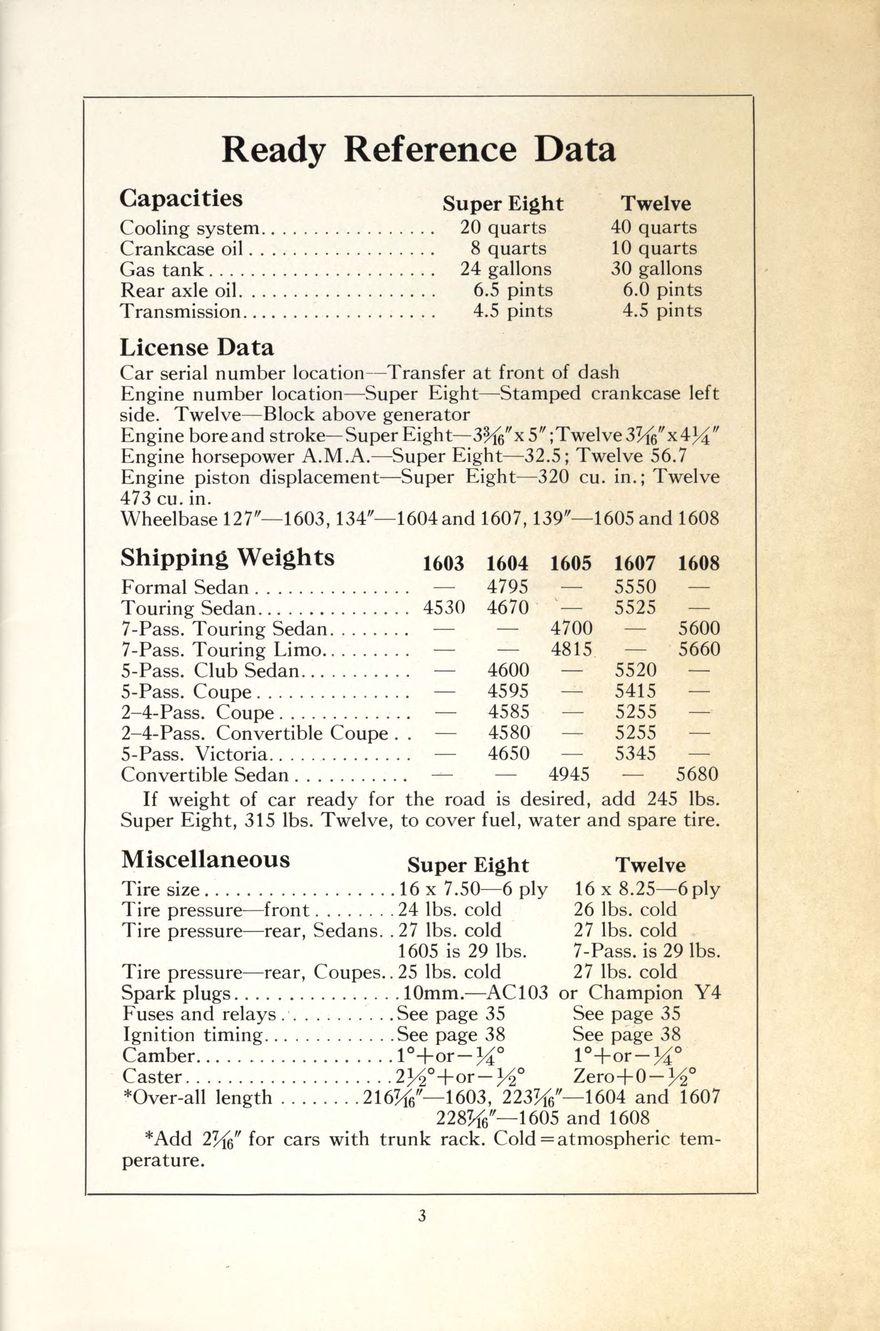 Ready Reference Data
Capacities Super Eight Twelve
Cooling system................. 20 quarts 40 quarts
Crankcase oil.................. 8 quarts 10 quarts
Gas tank...................... 24 gallons 30 gallons
Rear axle oil................... 6.5 pints 6.0 pints
Transmission................... 4.5 pints 4.5 pints
License Data
Car serial number location—Transfer at front of dash
Engine number location—Super Eight—Stamped crankcase left
side. Twelve—Block above generator
Engine bore and stroke—Super Eight—3 3/16″ x 5″; Twelve 3 7/16″ x 4¼″
Engine horsepower A.M.A.—Super Eight—32.5; Twelve 56.7
Engine piston displacement—Super Eight—320 cu. in.; Twelve
473 cu. in.
Wheelbase 127″—1603, 134″—1604 and 1607, 139″—1605 and 1608
Shipping Weights 1603 1604 1605 1607 1608
Formal Sedan............... — 4795 — 5550 —
Touring Sedan............... 4530 4670 — 5525 —
7-Pass. Touring Sedan........ — — 4700 — 5600
7-Pass. Touring Limo......... — — 4815 — 5660
5-Pass. Club Sedan........... — 4600 — 5520 —
5-Pass. Coupe............... — 4595 — 5415 —
2–4-Pass. Coupe............. — 4585 — 5255 —
2–4-Pass. Convertible Coupe.. — 4580 — 5255 —
5-Pass. Victoria.............. — 4650 — 5345 —
Convertible Sedan........... — — 4945 — 5680
If weight of car ready for the road is desired, add 245 lbs.
Super Eight, 315 lbs. Twelve, to cover fuel, water and spare tire.
Miscellaneous Super Eight Twelve
Tire size..................16 x 7.50—6 ply 16 x 8.25—6 ply
Tire pressure—front........24 lbs. cold 26 lbs. cold
Tire pressure—rear, Sedans..27 lbs. cold 27 lbs. cold
1605 is 29 lbs. 7-Pass. is 29 lbs.
Tire pressure—rear, Coupes..25 lbs. cold 27 lbs. cold
Spark plugs................10mm.—AC103 or Champion Y4
Fuses and relays...........See page 35 See page 35
Ignition timing.............See page 38 See page 38
Camber...................1°+or—¼° 1°+or—¼°
Caster....................2½°+or—½° Zero+0—½°
*Over-all length ........216 7/16″—1603, 223 7/16″—1604 and 1607
228 7/16″—1605 and 1608
*Add 2 7/16″ for cars with trunk rack. Cold=atmospheric tem-
perature.
3